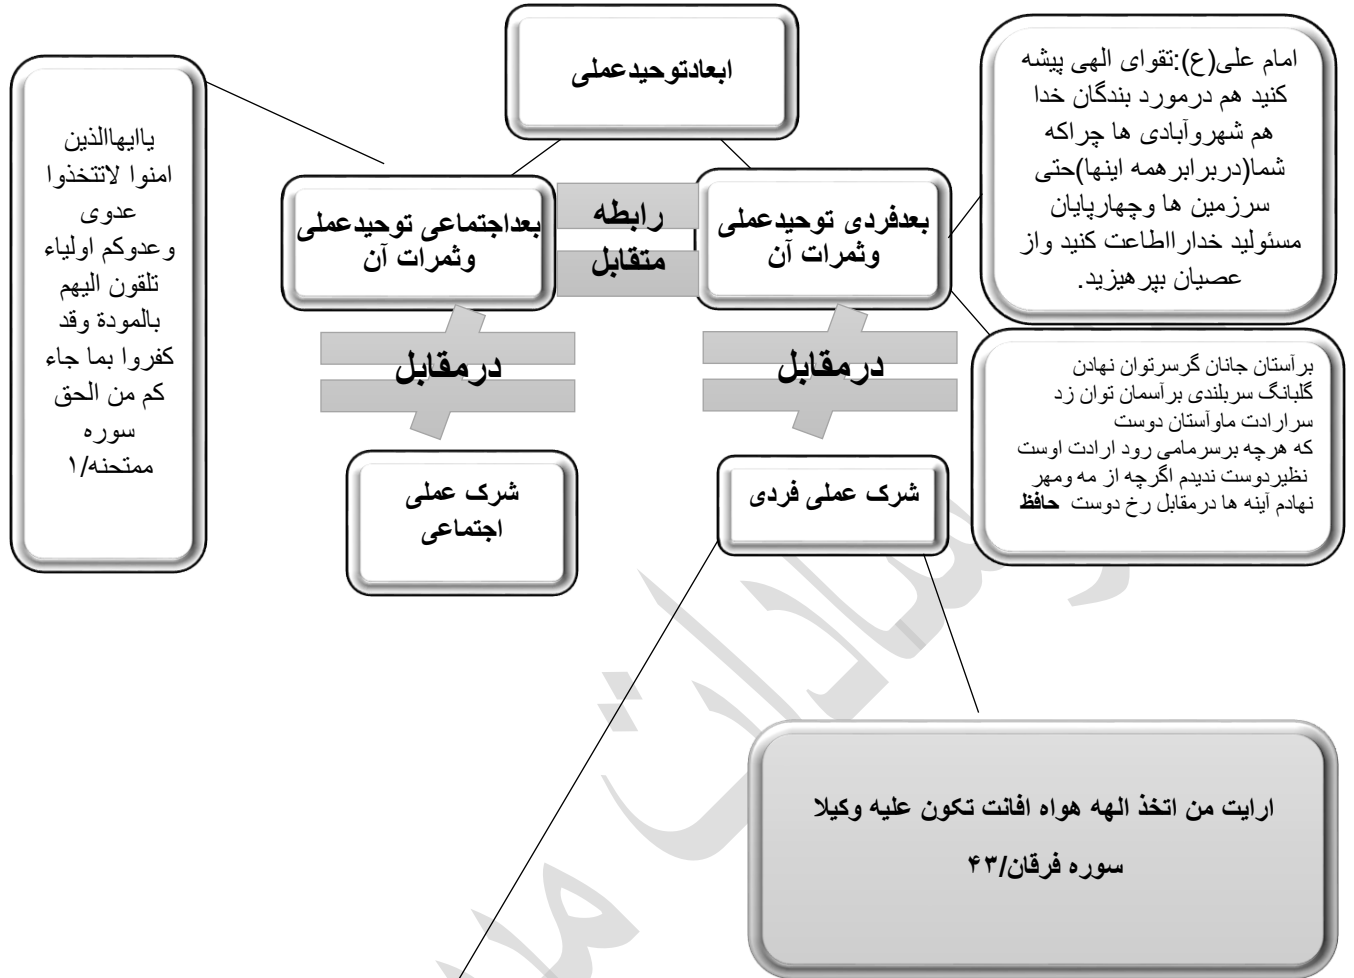 ابعادتوحیدعملی
امام علی(ع):تقوای الهی پیشه
کنید هم درمورد بندگان خدا
هم شهروآبادی ها چراکه
شما(دربرابرهمه اینها)حتی
سرزمین ها وچهارپایان
مسئولید خدارااطاعت کنید واز
عصیان بپرهیزید.
بعدفردی توحیدعملی
وثمرات آن
رابطه
متقابل
بعداجتماعی توحیدعملی
وثمرات آن
یاایهاالذین
امنوا لاتتخذوا
عدوی
وعدوکم اولیاء
تلقون الیهم
بالمودة وقد
کفروا بما جاء
کم من الحق
سوره
ممتحنه/۱
برآستان جانان گرسرتوان نهادن
گلبانگ سربلندی برآسمان توان زد
سرارادت ماوآستان دوست
که هرچه برسرمامی رود ارادت اوست
نظیردوست ندیدم اگرچه از مه ومهر
نهادم آینه ها درمقابل رخ دوست حافظ
درمقابل
درمقابل
شرک عملی فردی
شرک عملی
اجتماعی
ارایت من اتخذ الهه هواه افانت تکون علیه وکیلا
سوره فرقان/۴۳